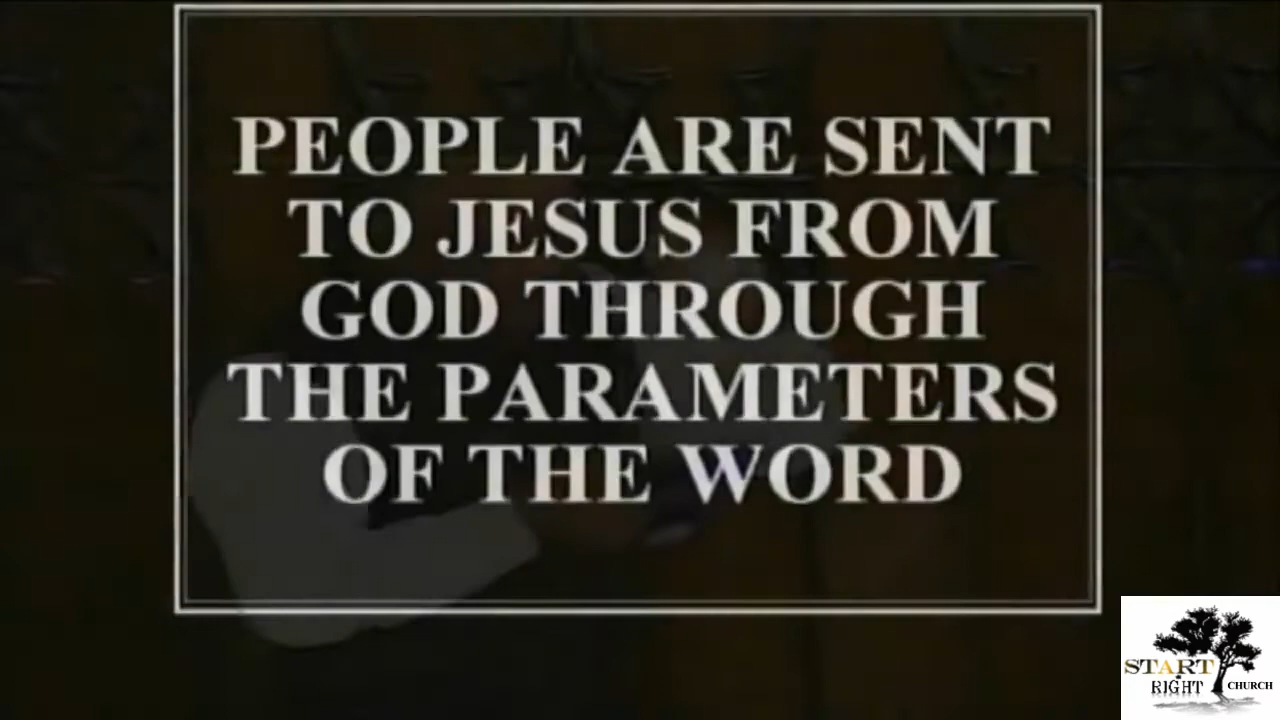 PEOPLE ARE SENT
TO JESUS FROM
GOD THROUGH
THE PARAMETERS
OF THE WORD
START
RIGHT CHURCH